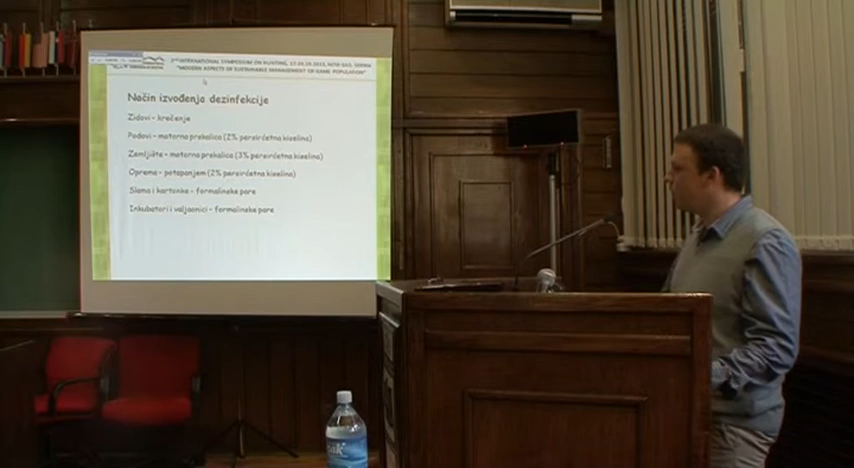 2nd INTERNATIONAL SYMPOSIUM ON HUNTING, 17-20.10.2013, NOVI SAD, SERBIA
"MODERN ASPECTS OF SUSTAINABLE MANAGEMENT OF GAME POPULATION"
Način izvođenja dezinfekcije
Zidovi - krečenje
Podovi - motorna prskalica (2% persirćetna kiselina)
Zemljište - motorna prskalica (3% persirćetna kiselina)
Oprema - potapanjem (2% persirćetna kiselina)
Slama i kartonke - formalinske pare
Inkubatori i valjaonici - formalinske pare